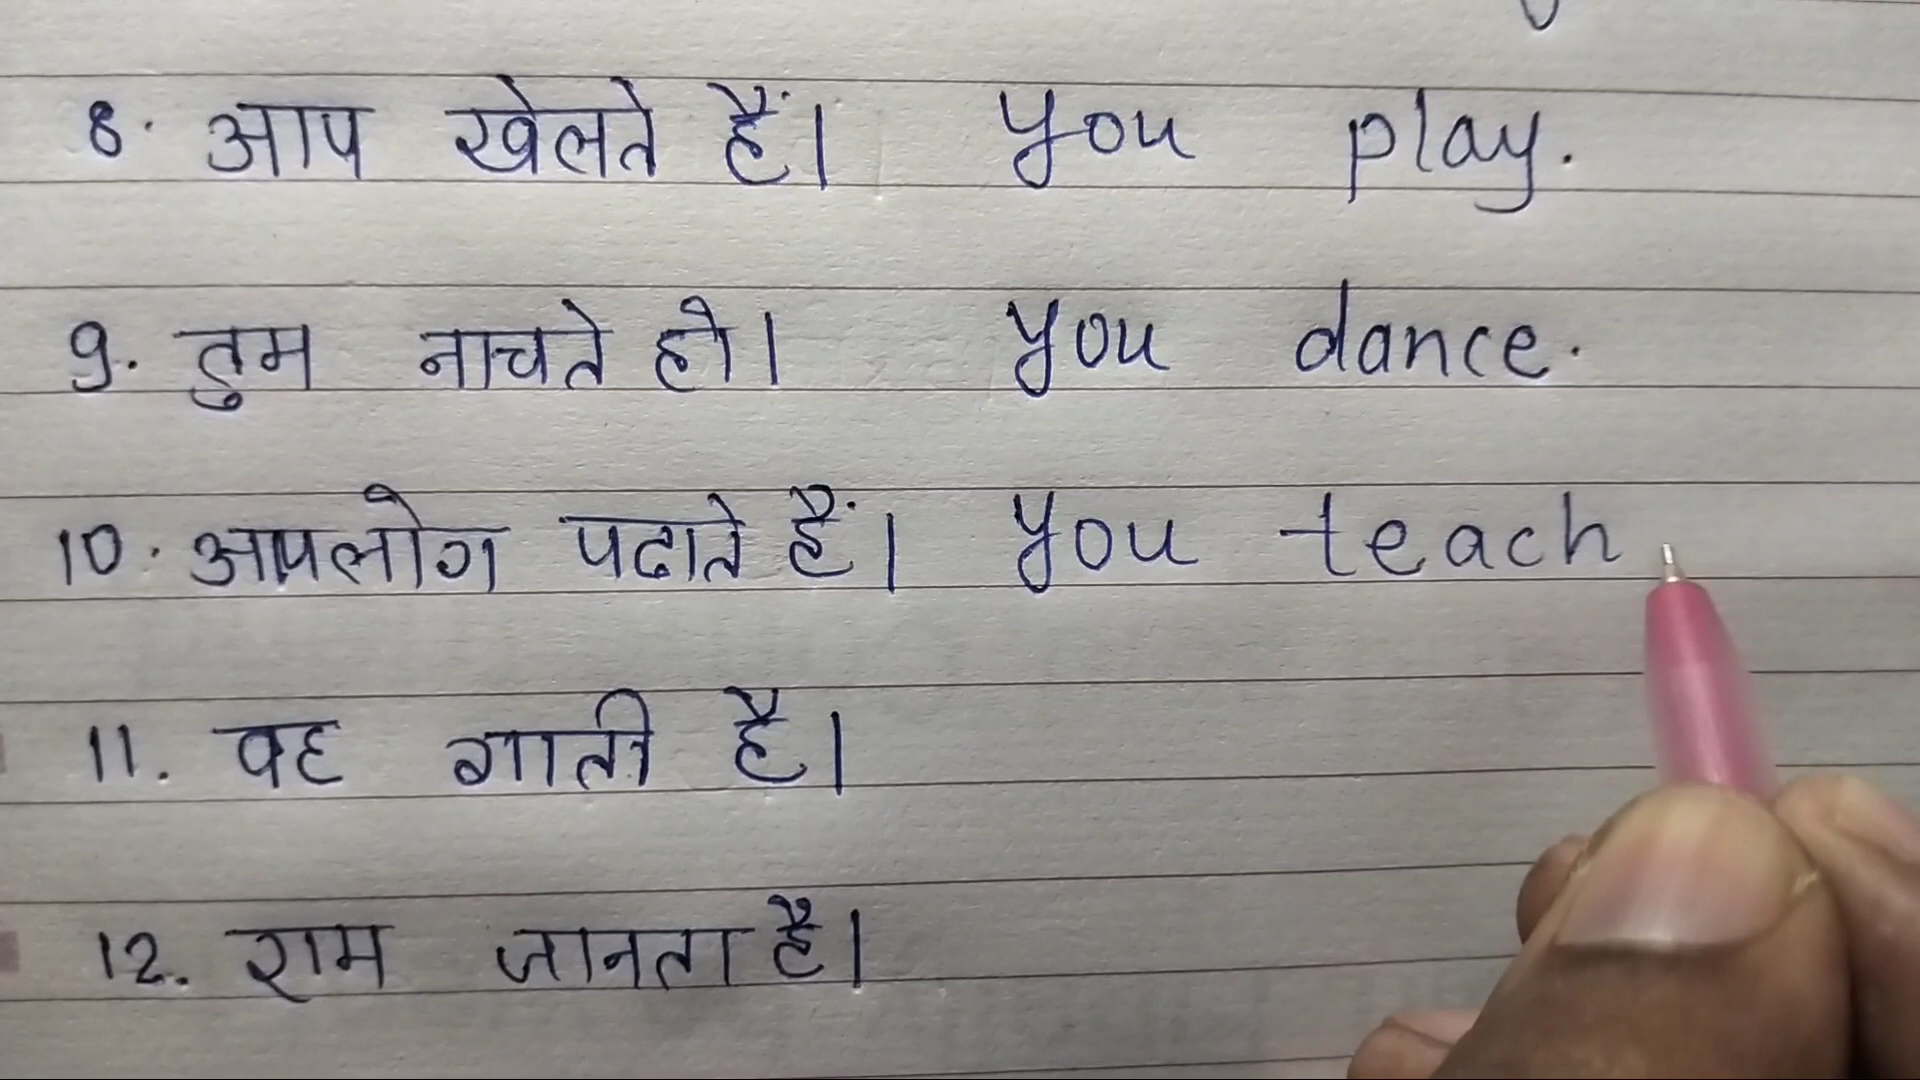 8. आप खेलते हैं। you play.
9. तुम नाचते हो। you dance.
10. आपलोग पढाते हैं। you teach
11. वह गाती है।
12. राम जानता है।